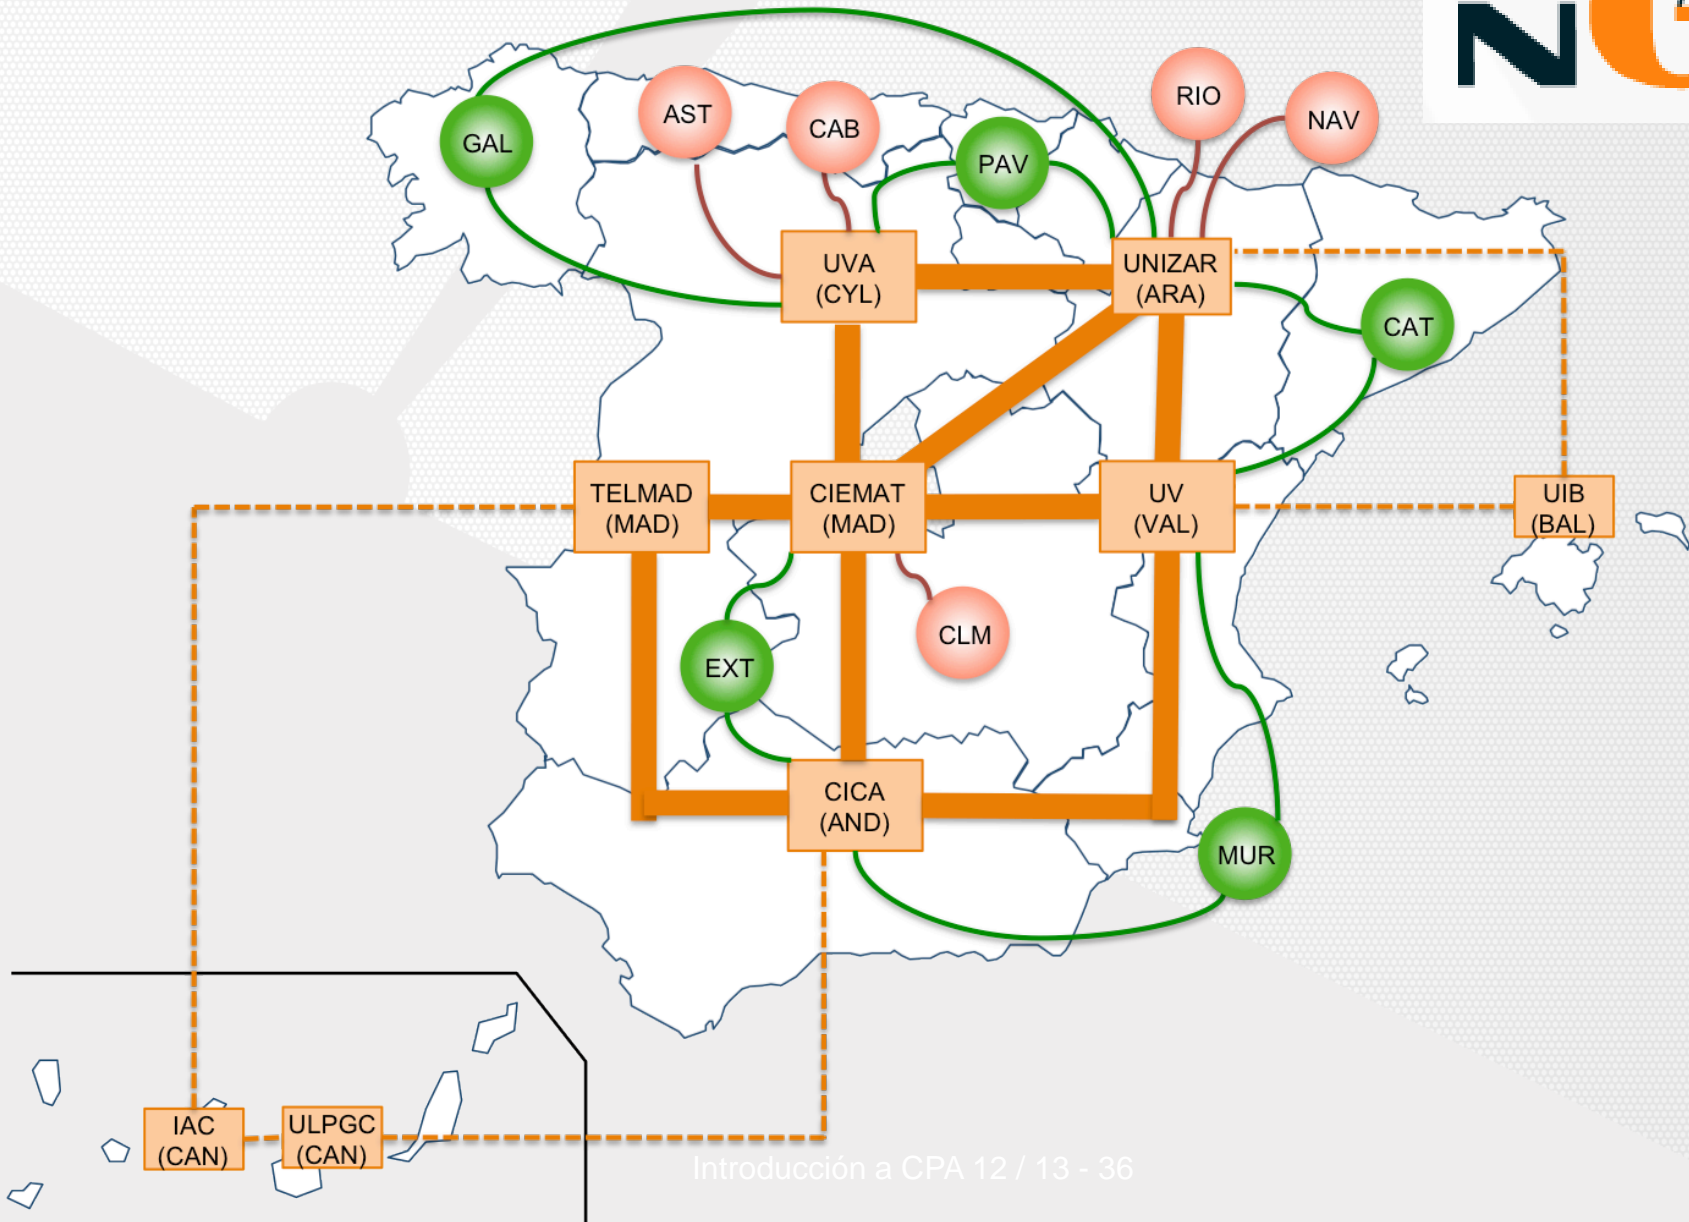 RIO
AST
NAV
CAB
GAL
PAV
UVA
(CYL)
UNIZAR
(ARA)
CAT
TELMAD
(MAD)
CIEMAT
(MAD)
UV
(VAL)
UIB
(BAL)
CLM
EXT
CICA
(AND)
MUR
IAC
(CAN)
ULPGC
(CAN)
Introducción a CPA 12 / 13 - 36